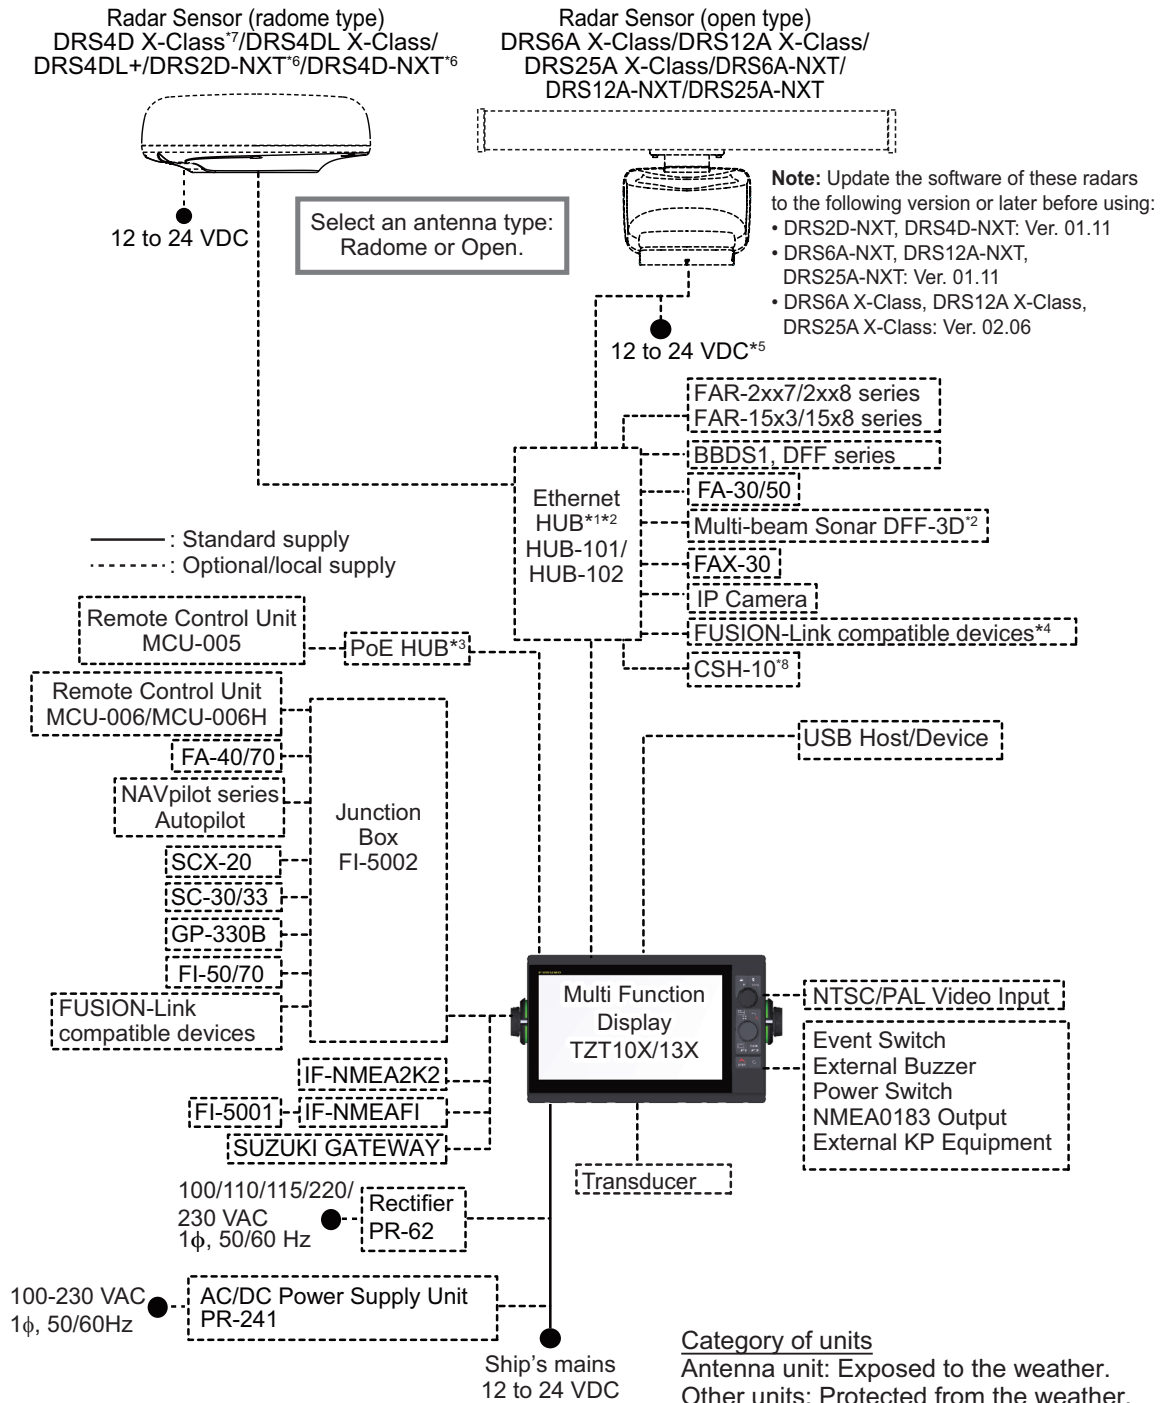 Radar Sensor (radome type)
DRS4D X-Class*7/DRS4DL X-Class/
DRS4DL+/DRS2D-NXT*6/DRS4D-NXT*6
Radar Sensor (open type)
DRS6A X-Class/DRS12A X-Class/
DRS25A X-Class/DRS6A-NXT/
DRS12A-NXT/DRS25A-NXT
12 to 24 VDC
Select an antenna type:
Radome or Open.
Note: Update the software of these radars
to the following version or later before using:
• DRS2D-NXT, DRS4D-NXT: Ver. 01.11
• DRS6A-NXT, DRS12A-NXT,
DRS25A-NXT: Ver. 01.11
• DRS6A X-Class, DRS12A X-Class,
DRS25A X-Class: Ver. 02.06
12 to 24 VDC*5
FAR-2xx7/2xx8 series
FAR-15x3/15x8 series
BBDS1, DFF series
FA-30/50
Multi-beam Sonar DFF-3D*2
FAX-30
IP Camera
FUSION-Link compatible devices*4
CSH-10*8
Ethernet
HUB*1*2
HUB-101/
HUB-102
: Standard supply
: Optional/local supply
Remote Control Unit
MCU-005
PoE HUB*3
Remote Control Unit
MCU-006/MCU-006H
FA-40/70
NAVpilot series
Autopilot
SCX-20
SC-30/33
GP-330B
FI-50/70
FUSION-Link
compatible devices
Junction
Box
FI-5002
USB Host/Device
FURUNO
Multi Function
Display
TZT10X/13X
NTSC/PAL Video Input
Event Switch
External Buzzer
Power Switch
NMEA0183 Output
External KP Equipment
IF-NMEA2K2
FI-5001
IF-NMEAFI
SUZUKI GATEWAY
Transducer
100/110/115/220/
230 VAC
1ϕ, 50/60 Hz
Rectifier
PR-62
100-230 VAC
1ϕ, 50/60Hz
AC/DC Power Supply Unit
PR-241
Ship's mains
12 to 24 VDC
Category of units
Antenna unit: Exposed to the weather.
Other units: Protected from the weather.